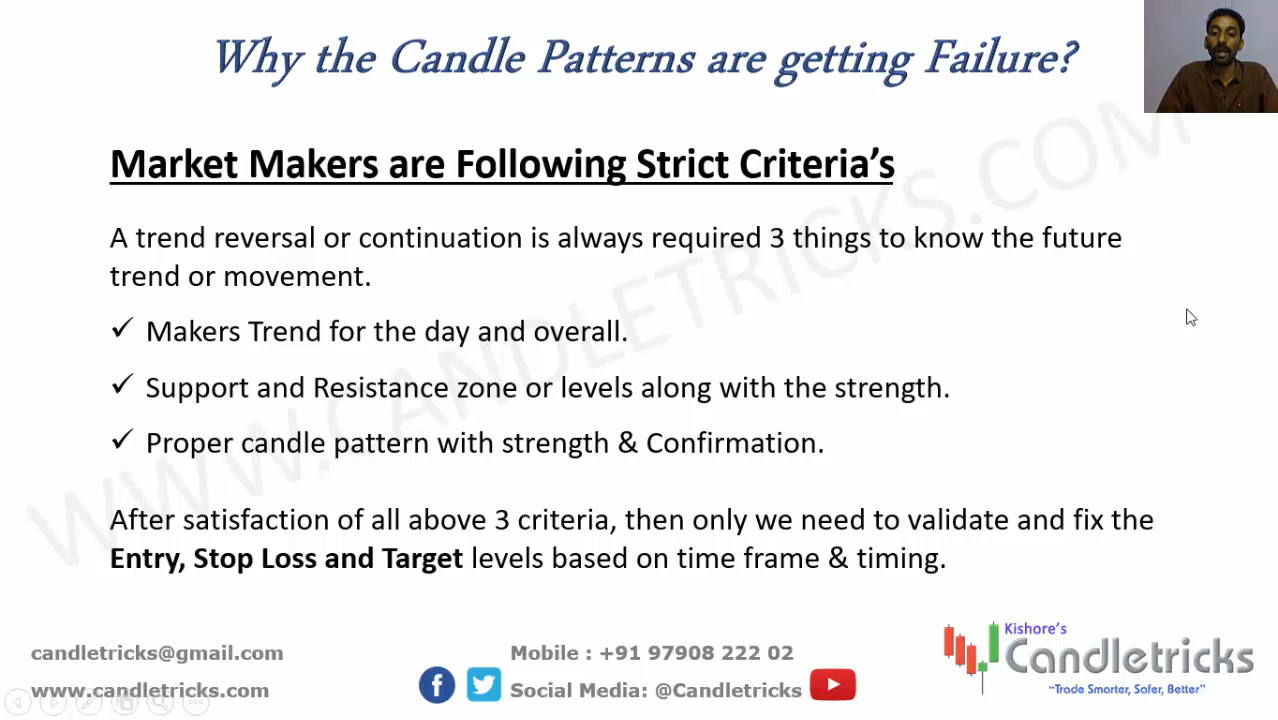 Why the Candle Patterns are getting Failure?
Market Makers are Following Strict Criteria's
A trend reversal or continuation is always required 3 things to know the future
trend or movement.
✓ Makers Trend for the day and overall.
✓ Support and Resistance zone or levels along with the strength.
✓ Proper candle pattern with strength & Confirmation.
After satisfaction of all above 3 criteria, then only we need to validate and fix the
Entry, Stop Loss and Target levels based on time frame & timing.
WWW.CANDLETRICKS.COM
candletricks@gmail.com
www.candletricks.com
Mobile : +91 97908 222 02
Social Media: @Candletricks
Kishore's
Candletricks
"Trade Smarter, Safer, Better"